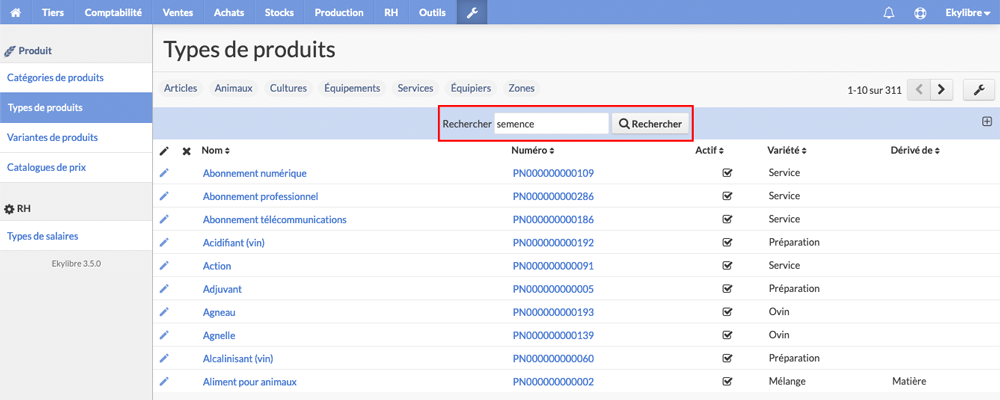 Tiers Comptabilité Ventes Achats Stocks Production RH Outils Ekylibre
Produit
Catégories de produits
Types de produits
Variantes de produits
Catalogues de prix
RH
Types de salaires
Ekylibre 3.5.0
Types de produits
Articles Animaux Cultures Équipements Services Équipiers Zones 1-10 sur 311
Rechercher semence Rechercher
Nom Numéro Actif Variété Dérivé de
Abonnement numérique PN000000000109 Service
Abonnement professionnel PN000000000286 Service
Abonnement télécommunications PN000000000186 Service
Acidifiant (vin) PN000000000192 Préparation
Action PN000000000091 Service
Adjuvant PN000000000005 Préparation
Agneau PN000000000193 Ovin
Agnelle PN000000000139 Ovin
Alcalinisant (vin) PN000000000060 Préparation
Aliment pour animaux PN000000000002 Mélange Matière